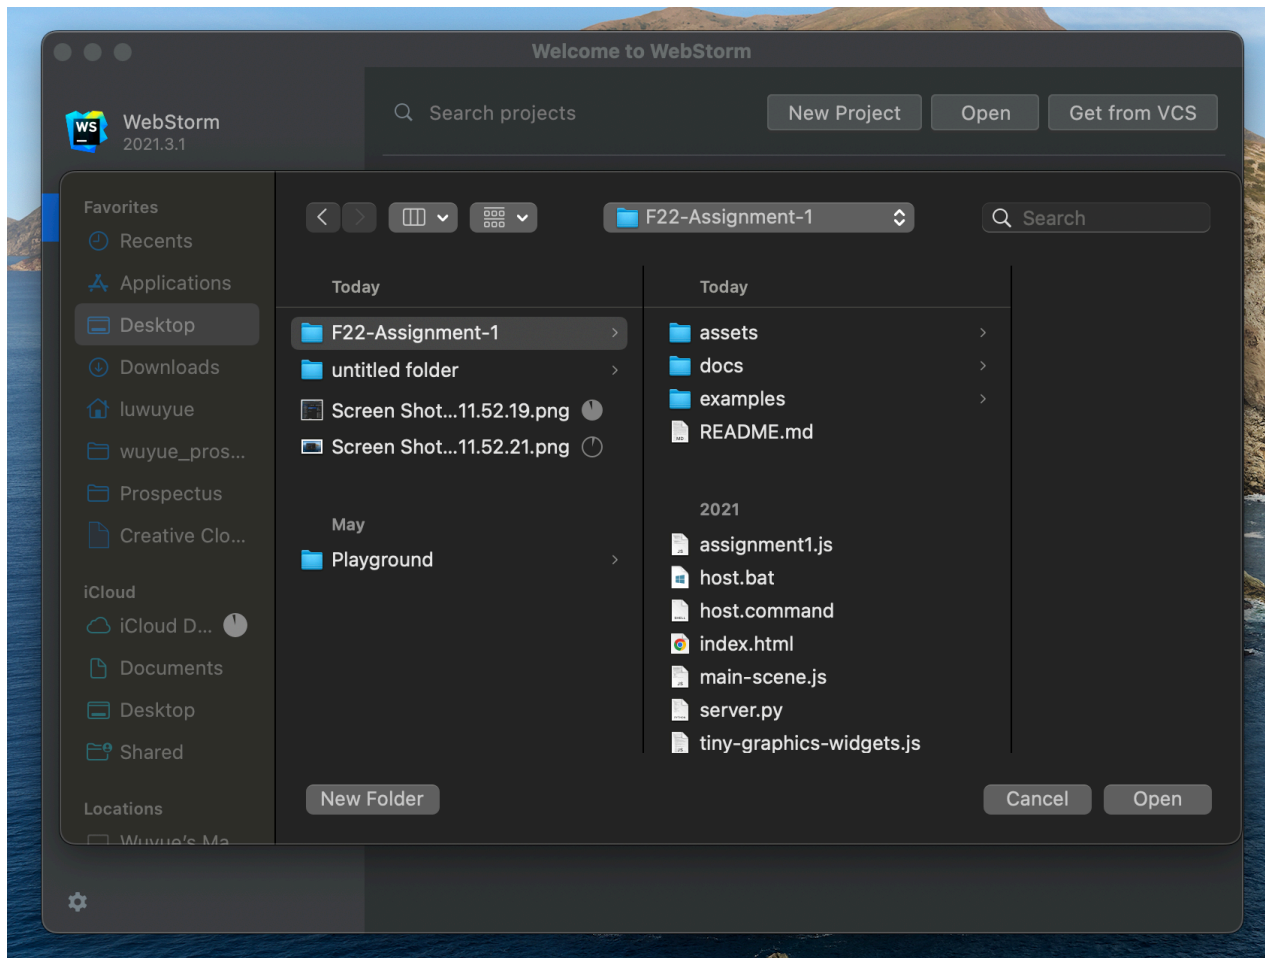 Welcome to WebStorm
WS
WebStorm
2021.3.1
Search projects
New Project
Open
Get from VCS
Favorites
Recents
Applications
Desktop
Downloads
luwuyue
wuyue_pros...
Prospectus
Creative Clo...
iCloud
iCloud D...
Documents
Desktop
Shared
Locations
Wuyue's Ma
F22-Assignment-1
Search
Today
F22-Assignment-1
untitled folder
Screen Shot...11.52.19.png
Screen Shot...11.52.21.png
May
Playground
Today
assets
docs
examples
README.md
2021
assignment1.js
host.bat
host.command
index.html
main-scene.js
server.py
tiny-graphics-widgets.js
New Folder
Cancel
Open